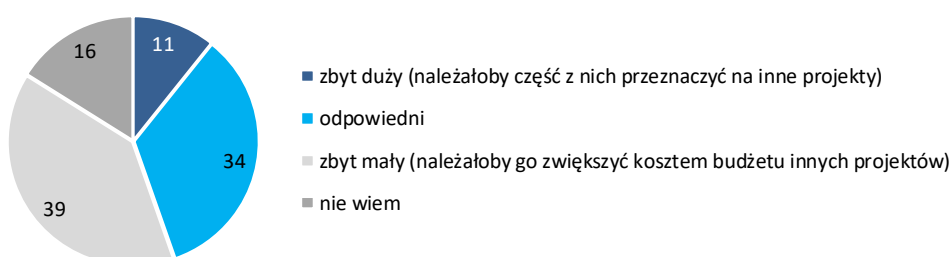 16
11
34
39
zbyt duży (należałoby część z nich przeznaczyć na inne projekty)
odpowiedni
zbyt mały (należałoby go zwiększyć kosztem budżetu innych projektów)
nie wiem